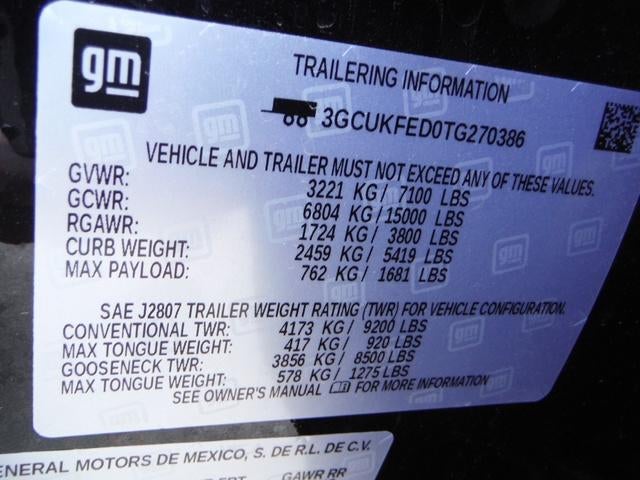 gm
TRAILERING INFORMATION
3GCUKFED0TG270386
VEHICLE AND TRAILER MUST NOT EXCEED ANY OF THESE VALUES.
GVWR: 3221 KG / 7100 LBS
GCWR: 6804 KG / 15000 LBS
RGAWR: 1724 KG / 3800 LBS
CURB WEIGHT: 2459 KG / 5419 LBS
MAX PAYLOAD: 762 KG / 1681 LBS
SAE J2807 TRAILER WEIGHT RATING (TWR) FOR VEHICLE CONFIGURATION.
CONVENTIONAL TWR: 4173 KG / 9200 LBS
MAX TONGUE WEIGHT: 417 KG / 920 LBS
GOOSENECK TWR: 3856 KG / 8500 LBS
MAX TONGUE WEIGHT: 578 KG / 1275 LBS
SEE OWNER'S MANUAL FOR MORE INFORMATION
ENERAL MOTORS DE MEXICO, S. DE R.L. DE C.V.
GAWR RR